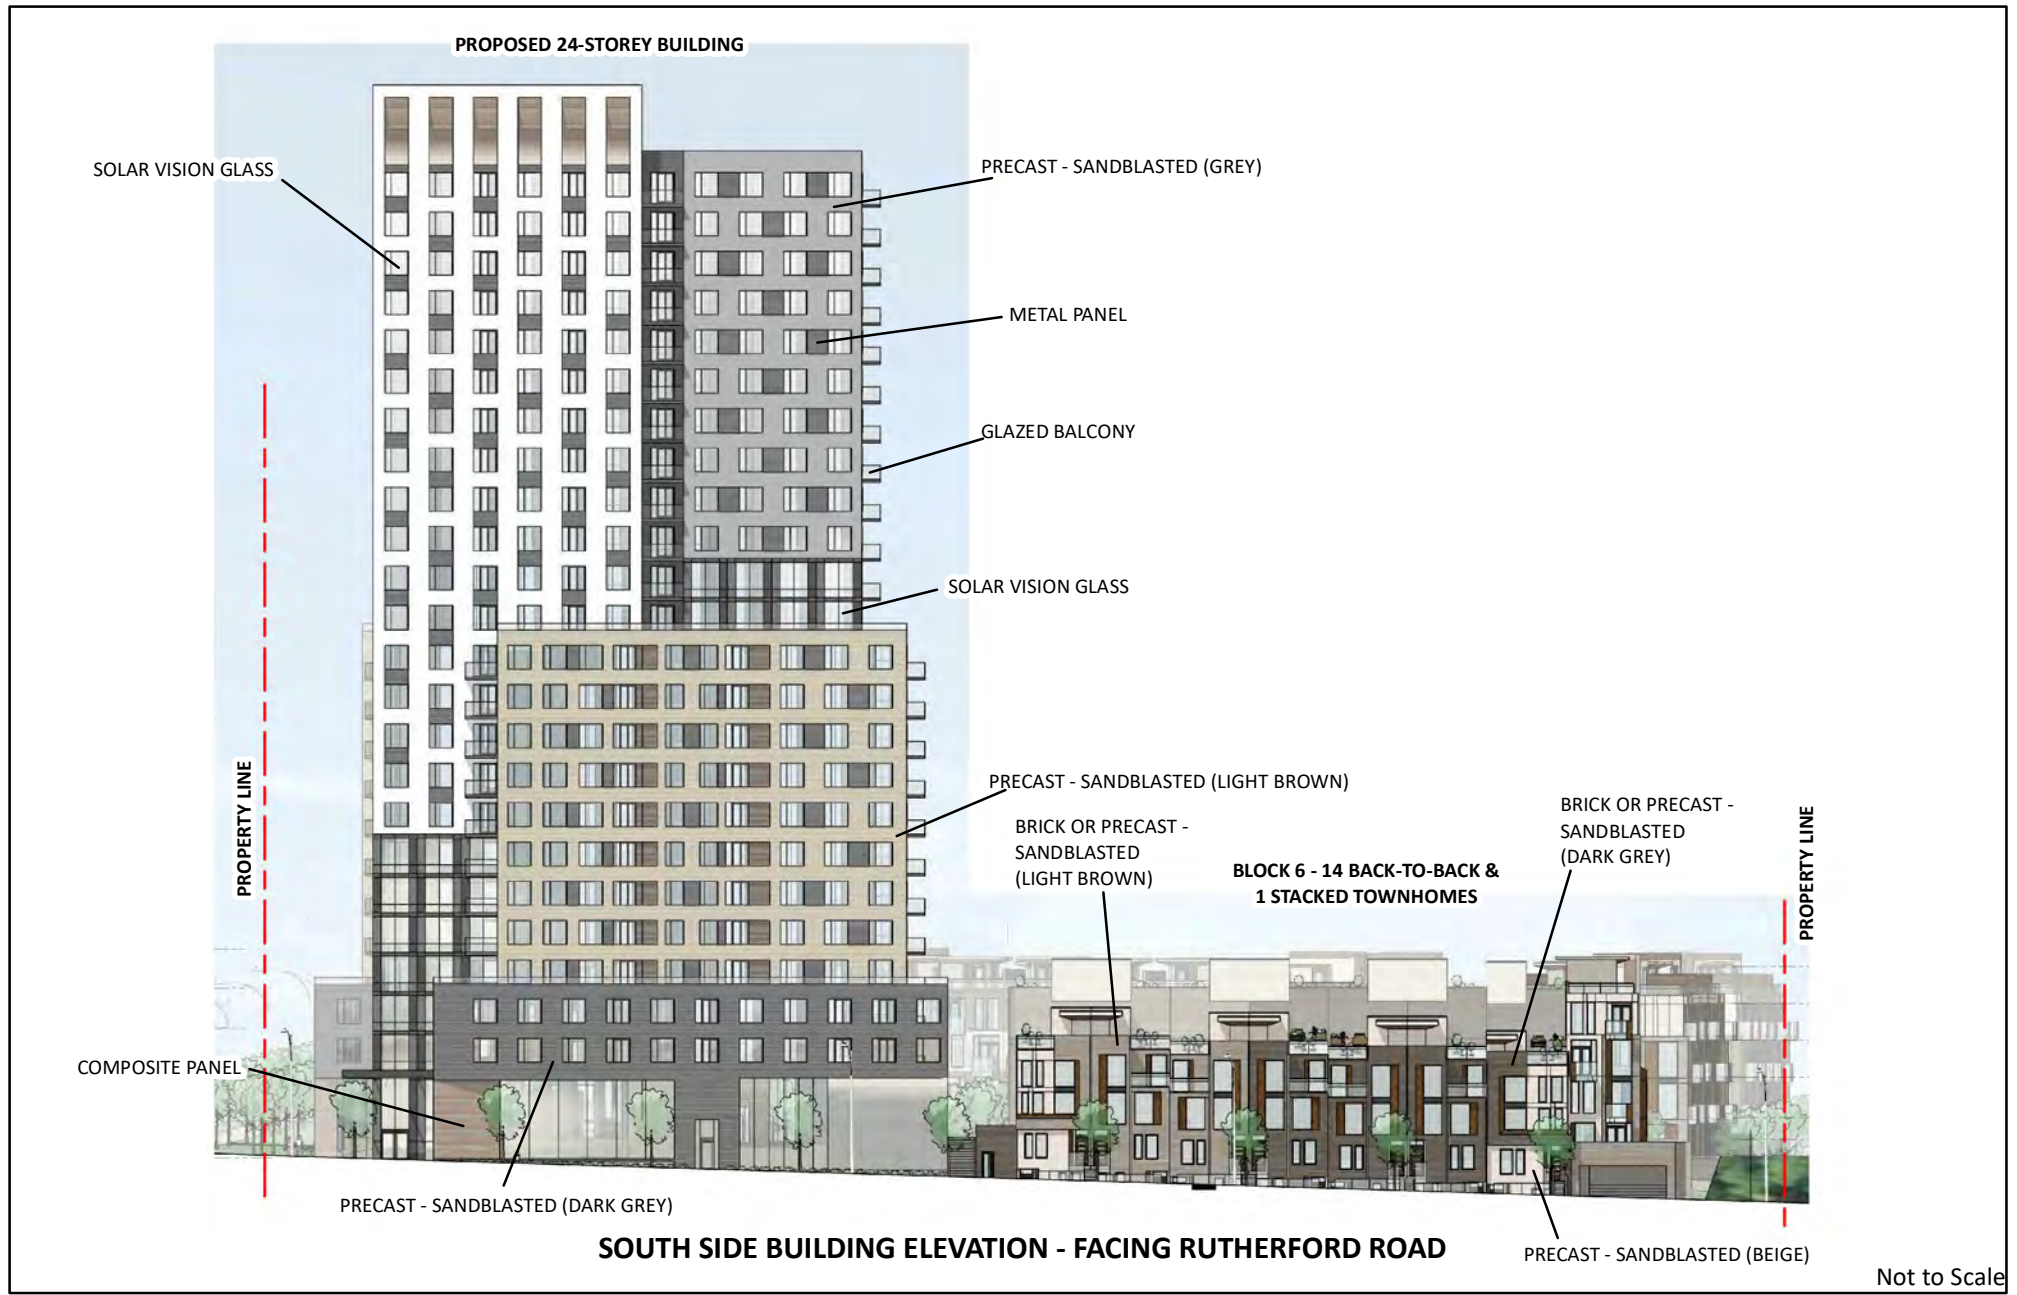 PROPOSED 24-STOREY BUILDING
SOLAR VISION GLASS
PRECAST - SANDBLASTED (GREY)
METAL PANEL
GLAZED BALCONY
SOLAR VISION GLASS
PROPERTY LINE
PRECAST - SANDBLASTED (LIGHT BROWN)
BRICK OR PRECAST -
SANDBLASTED
(LIGHT BROWN)
BLOCK 6 - 14 BACK-TO-BACK &
1 STACKED TOWNHOMES
BRICK OR PRECAST -
SANDBLASTED
(DARK GREY)
PROPERTY LINE
COMPOSITE PANEL
PRECAST - SANDBLASTED (DARK GREY)
SOUTH SIDE BUILDING ELEVATION - FACING RUTHERFORD ROAD
PRECAST - SANDBLASTED (BEIGE)
Not to Scale